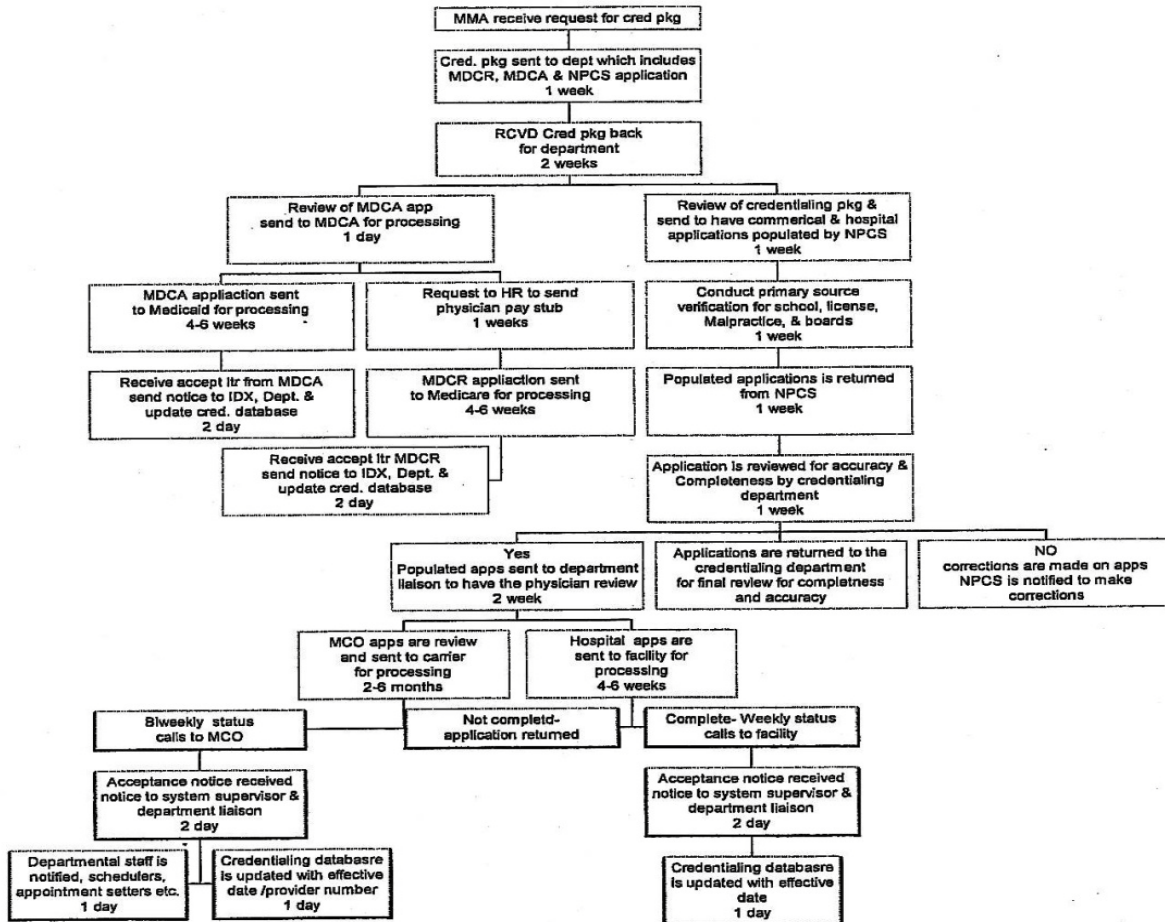 MMA receive request for cred pkg
Cred. pkg sent to dept which includes
MDCR, MDCA & NPCS application
1 week
RCVD Cred pkg back
for department
2 weeks
Review of MDCA app
send to MDCA for processing
1 day
Review of credentialing pkg &
send to have commerical & hospital
applications populated by NPCS
1 week
MDCA appliaction sent
to Medicaid for processing
4-6 weeks
Request to HR to send
physician pay stub
1 weeks
Conduct primary source
verification for school, license,
Malpractice, & boards
1 week
Receive accept ltr from MDCA
send notice to IDX, Dept. &
update cred. database
2 day
MDCR appliaction sent
to Medicare for processing
4-6 weeks
Populated applications is returned
from NPCS
1 week
Receive accept ltr MDCR
send notice to IDX, Dept. &
update cred. database
2 day
Application is reviewed for accuracy &
Completeness by credentialing
department
1 week
Yes
Populated apps sent to department
liaison to have the physician review
2 week
Applications are returned to the
credentialing department
for final review for completness
and accuracy
NO
corrections are made on apps
NPCS is notified to make
corrections
MCO apps are review
and sent to carrier
for processing
2-6 months
Hospital apps are
sent to facility for
processing
4-6 weeks
Biweekly status
calls to MCO
Not completd-
application returned
Complete- Weekly status
calls to facility
Acceptance notice received
notice to system supervisor &
department liaison
2 day
Acceptance notice received
notice to system supervisor &
department liaison
2 day
Departmental staff is
notified, schedulers,
appointment setters etc.
1 day
Credentialing databasre
is updated with effective
date /provider number
1 day
Credentialing databasre
is updated with effective
date
1 day